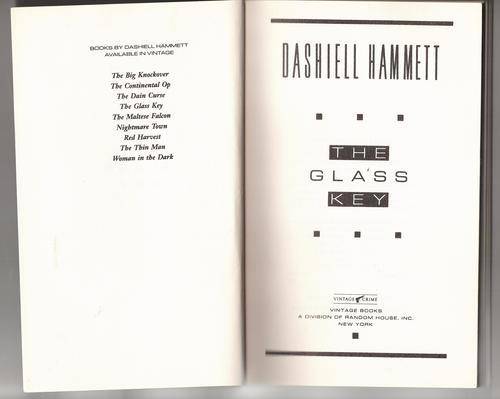 BOOKS BY DASHIELL HAMMETT
AVAILABLE IN VINTAGE
The Big Knockover
The Continental Op
The Dain Curse
The Glass Key
The Maltese Falcon
Nightmare Town
Red Harvest
The Thin Man
Woman in the Dark
DASHIELL HAMMETT
THE
GLASS
KEY
VINTAGE CRIME
VINTAGE BOOKS
A DIVISION OF RANDOM HOUSE, INC.
NEW YORK